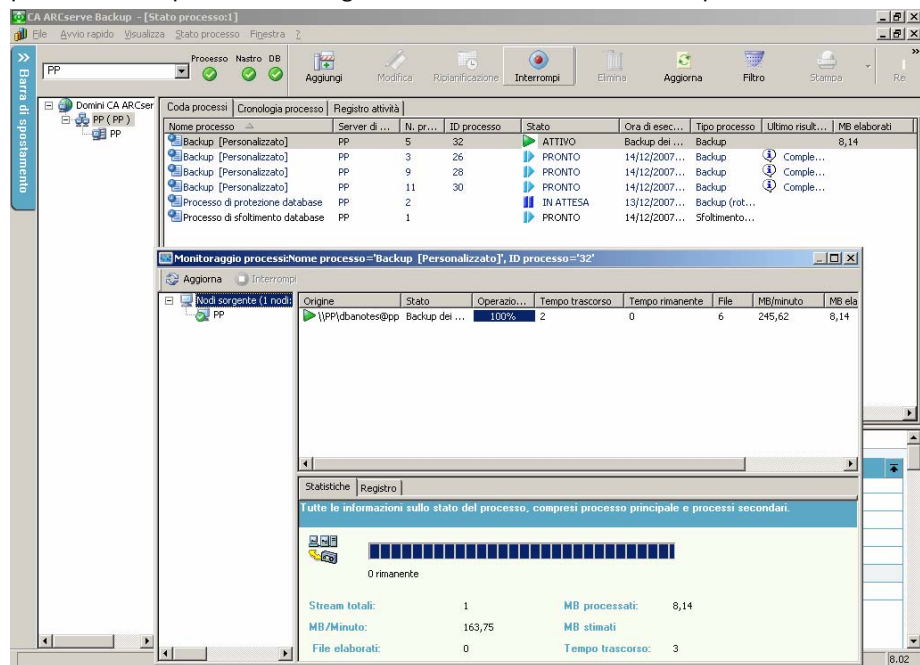 CA ARCserve Backup - [Stato processo:1]
File Avvio rapido Visualizza Stato processo Finestra ?
PP
Processo Nastro DB
Aggiungi Modifica Ripianificazione Interrompi Elimina Aggiorna Filtro Stampa Re
Barra di spostamento
Domini CA ARCser
PP ( PP )
PP
Coda processi Cronologia processo Registro attività
Nome processo Server di ... N. pr... ID processo Stato Ora di esec... Tipo processo Ultimo risult... MB elaborati
Backup [Personalizzato] PP 5 32 ATTIVO Backup dei ... Backup 8,14
Backup [Personalizzato] PP 3 26 PRONTO 14/12/2007... Backup Comple...
Backup [Personalizzato] PP 9 28 PRONTO 14/12/2007... Backup Comple...
Backup [Personalizzato] PP 11 30 PRONTO 14/12/2007... Backup Comple...
Processo di protezione database PP 2 IN ATTESA 13/12/2007... Backup (rot...
Processo di sfoltimento database PP 1 PRONTO 14/12/2007... Sfoltimento...
Monitoraggio processi:Nome processo='Backup [Personalizzato]', ID processo='32'
Aggiorna Interrompi
Nodi sorgente (1 nodi:
PP
Origine Stato Operazio... Tempo trascorso Tempo rimanente File MB/minuto MB ela
\\PP\dbanotes@pp Backup dei ... 100% 2 0 6 245,62 8,14
Statistiche Registro
Tutte le informazioni sullo stato del processo, compresi processo principale e processi secondari.
0 rimanente
Stream totali: 1 MB processati: 8,14
MB/Minuto: 163,75 MB stimati
File elaborati: 0 Tempo trascorso: 3
8.02